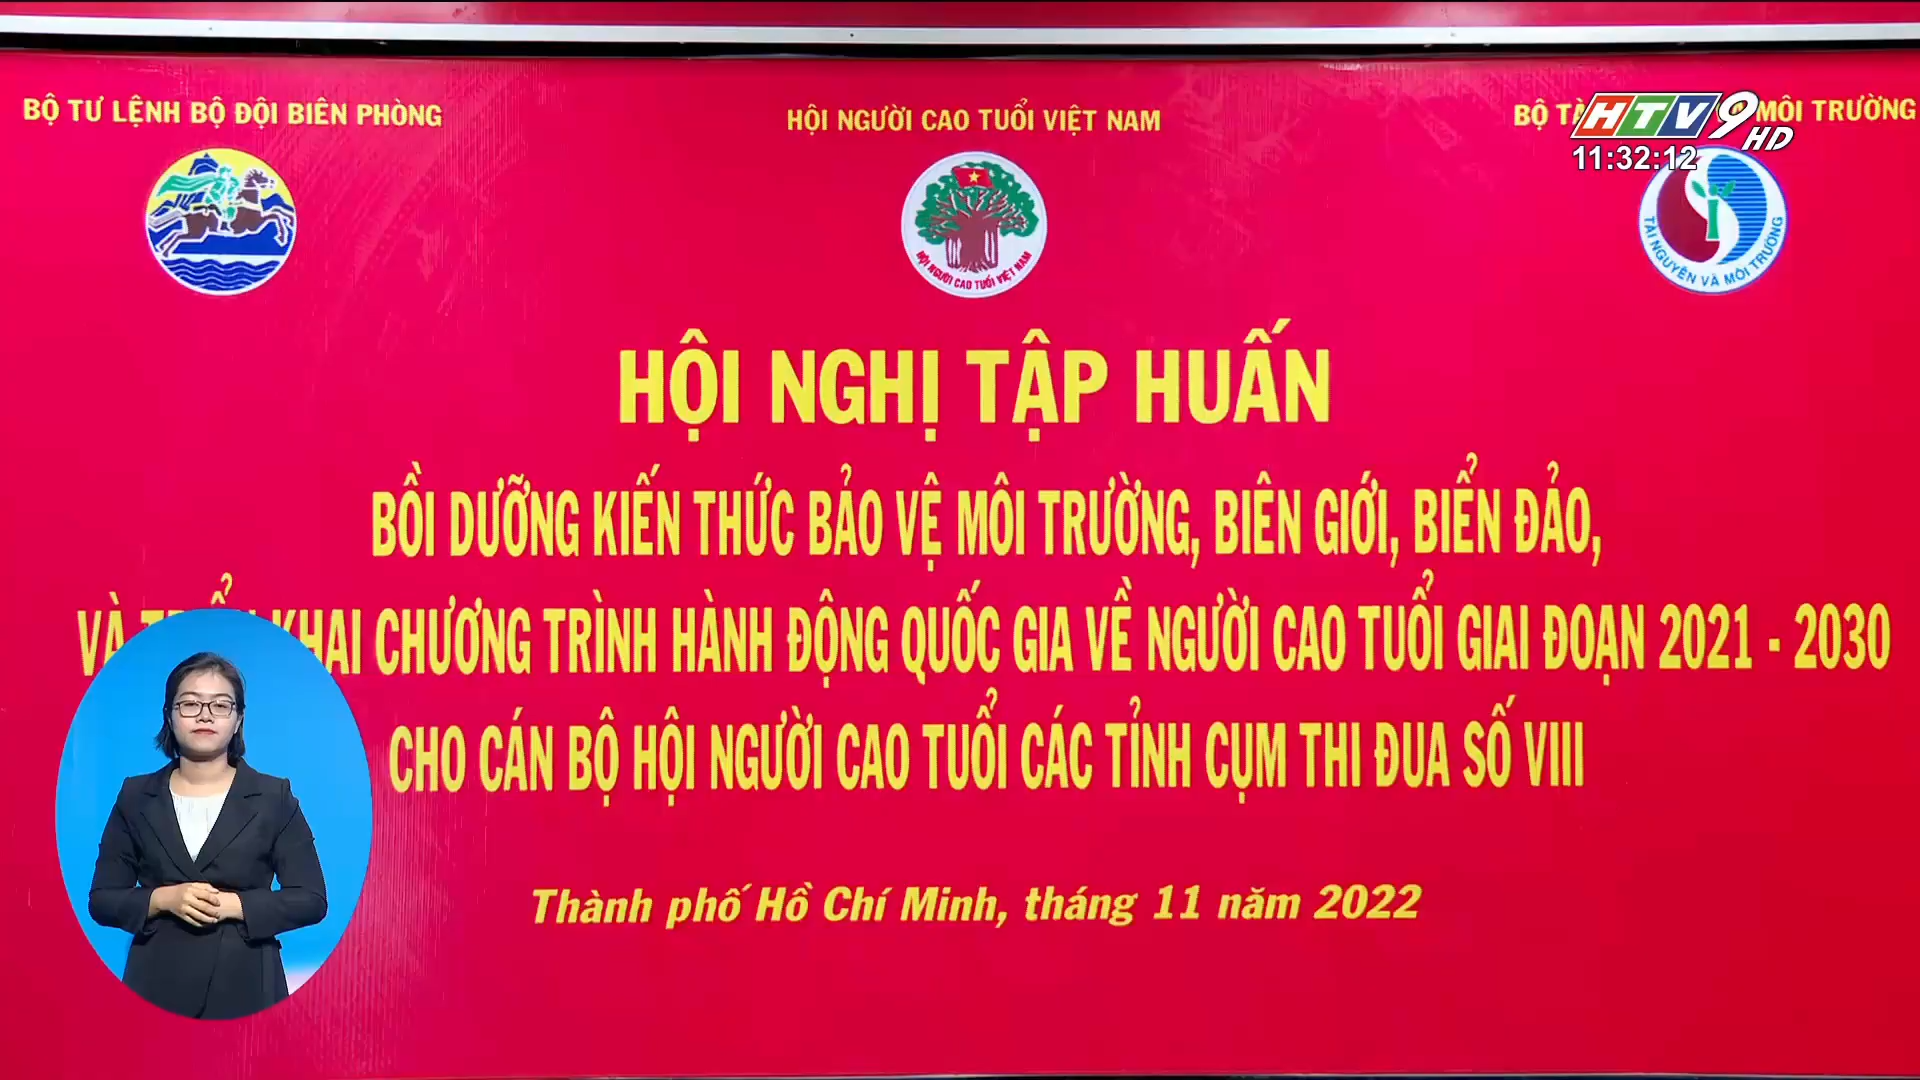 BỘ TƯ LỆNH BỘ ĐỘI BIÊN PHÒNG
HỘI NGƯỜI CAO TUỔI VIỆT NAM
BỘ MÔI TRƯỜNG
HTV9 HD
11:32:12
HỘI NGƯỜI CAO TUỔI VIỆT NAM
TÀI NGUYÊN VÀ MÔI TRƯỜNG
HỘI NGHỊ TẬP HUẤN
BỒI DƯỠNG KIẾN THỨC BẢO VỆ MÔI TRƯỜNG, BIÊN GIỚI, BIỂN ĐẢO,
VÀ KHAI CHƯƠNG TRÌNH HÀNH ĐỘNG QUỐC GIA VỀ NGƯỜI CAO TUỔI GIAI ĐOẠN 2021 - 2030
CHO CÁN BỘ HỘI NGƯỜI CAO TUỔI CÁC TỈNH CỤM THI ĐUA SỐ VIII
Thành phố Hồ Chí Minh, tháng 11 năm 2022